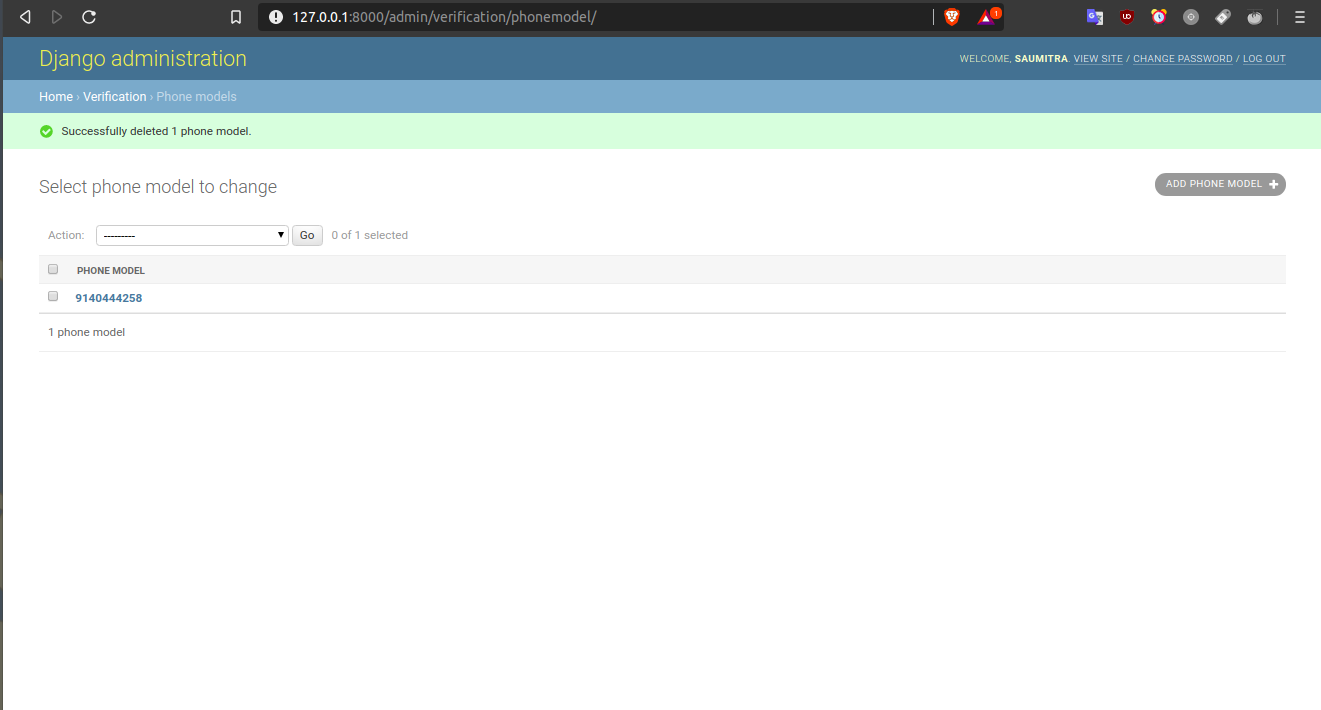 127.0.0.1:8000/admin/verification/phonemodel/
1
UD
Django administration
WELCOME, SAUMITRA. VIEW SITE / CHANGE PASSWORD / LOG OUT
Home › Verification › Phone models
Successfully deleted 1 phone model.
Select phone model to change
ADD PHONE MODEL +
Action: --------- Go 0 of 1 selected
PHONE MODEL
9140444258
1 phone model